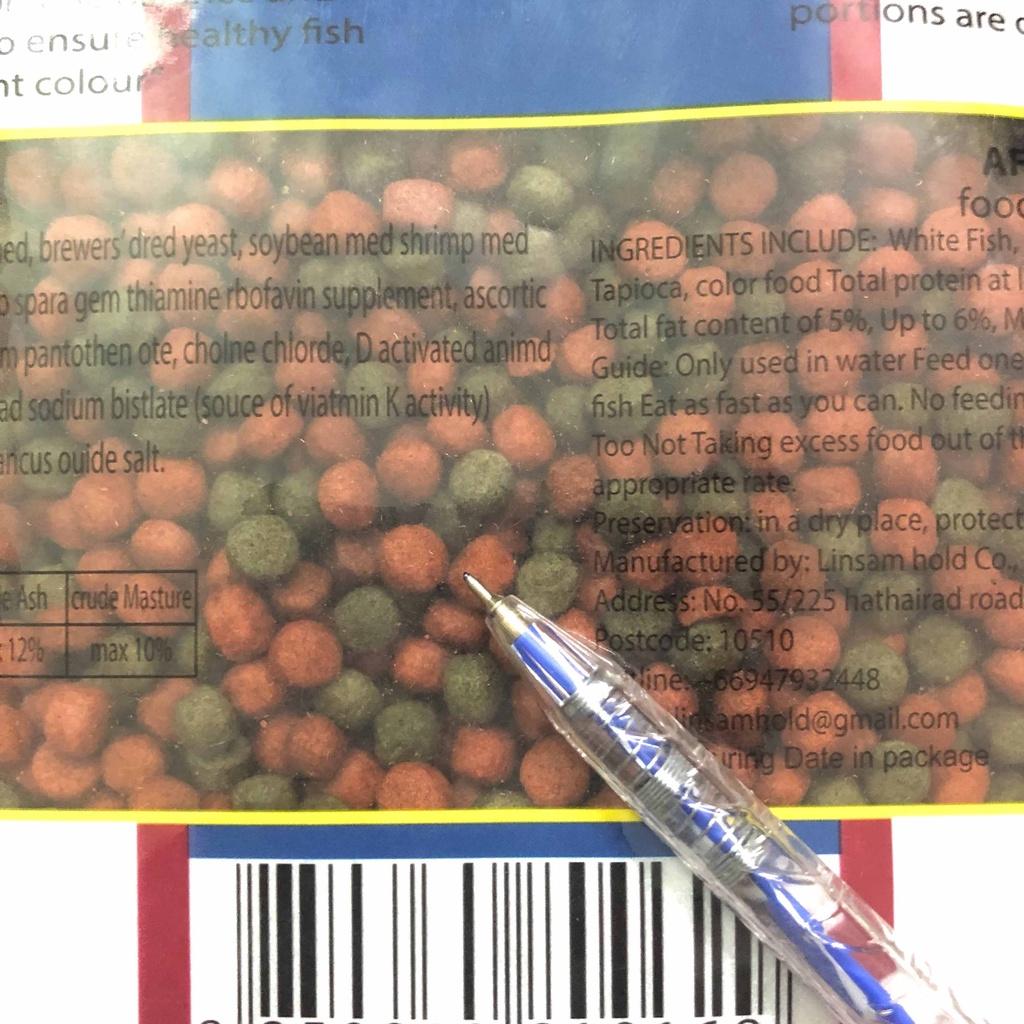 o ensure healthy fish
nt colour"
portions are
brewers' dred yeast, soybean med shrimp med
spara gem thiamine rbofavin supplement, ascortic
pantothen ote, cholne chlorde, D activated animd
ad sodium bistlate (souce of viatmin K activity)
ancus ouide salt.
Ash crude Masture
12% max 10%
food
INGREDIENTS INCLUDE: White Fish,
Tapioca, color food Total protein at
Total fat content of 5%, Up to 6%, M
Guide: Only used in water Feed one
fish Eat as fast as you can. No feedin
Too Not Taking excess food out of th
appropriate rate.
Preservation: in a dry place, protect
Manufactured by: Linsam hold Co.,
Address: No. 55/225 hathairad road
Postcode: 10510
line: 66947932448
linsamhold@gmail.com
uring Date in package